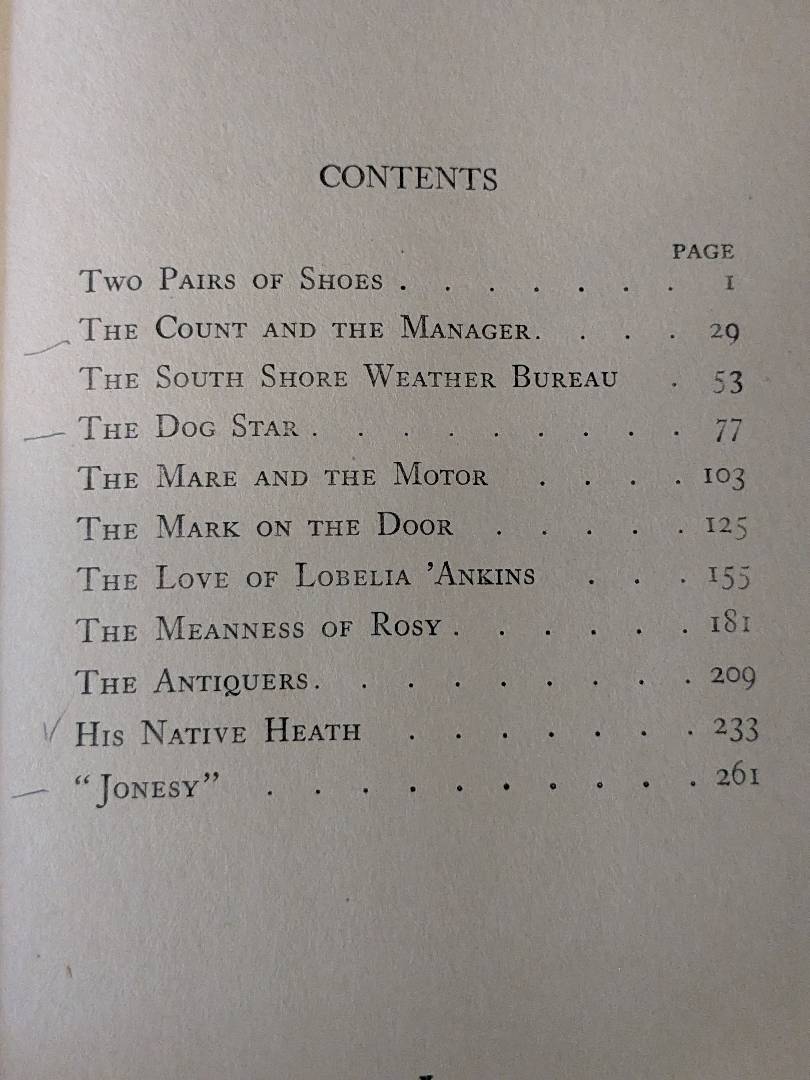 CONTENTS
PAGE
TWO PAIRS OF SHOES . . . . . . . 1
THE COUNT AND THE MANAGER. . . . 29
THE SOUTH SHORE WEATHER BUREAU . 53
THE DOG STAR . . . . . . . . . 77
THE MARE AND THE MOTOR . . . . 103
THE MARK ON THE DOOR . . . . . 125
THE LOVE OF LOBELIA 'ANKINS . . . 155
THE MEANNESS OF ROSY . . . . . . 181
THE ANTIQUERS. . . . . . . . . 209
HIS NATIVE HEATH . . . . . . . 233
"JONESY" . . . . . . . . . . 261